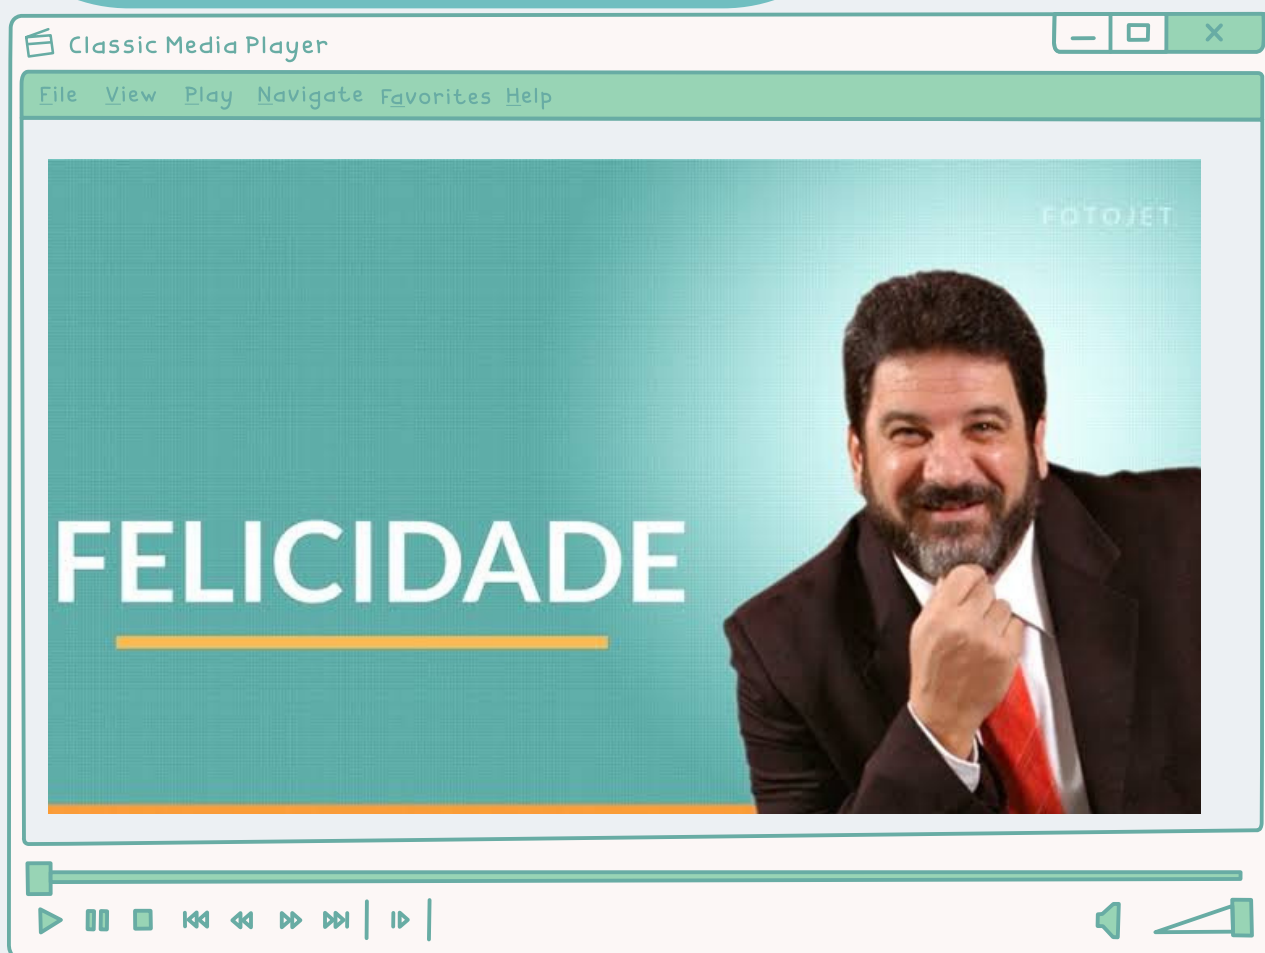 Classic Media Player
File View Play Navigate Favorites Help
FOTOJET
FELICIDADE